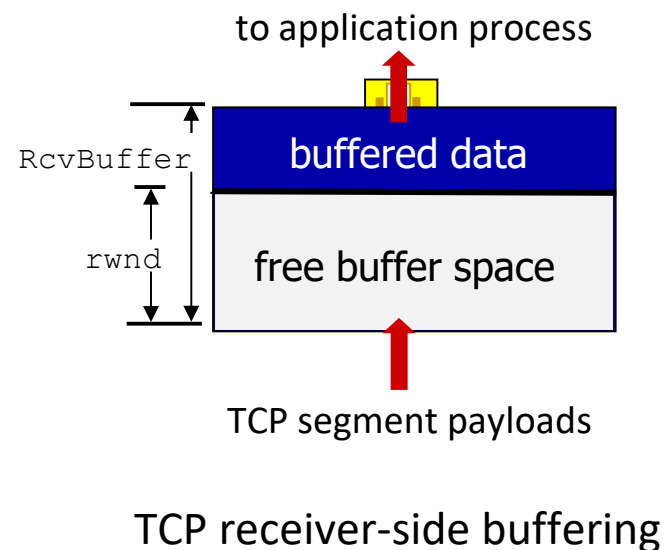 to application process
RcvBuffer
buffered data
rwnd
free buffer space
TCP segment payloads
TCP receiver-side buffering